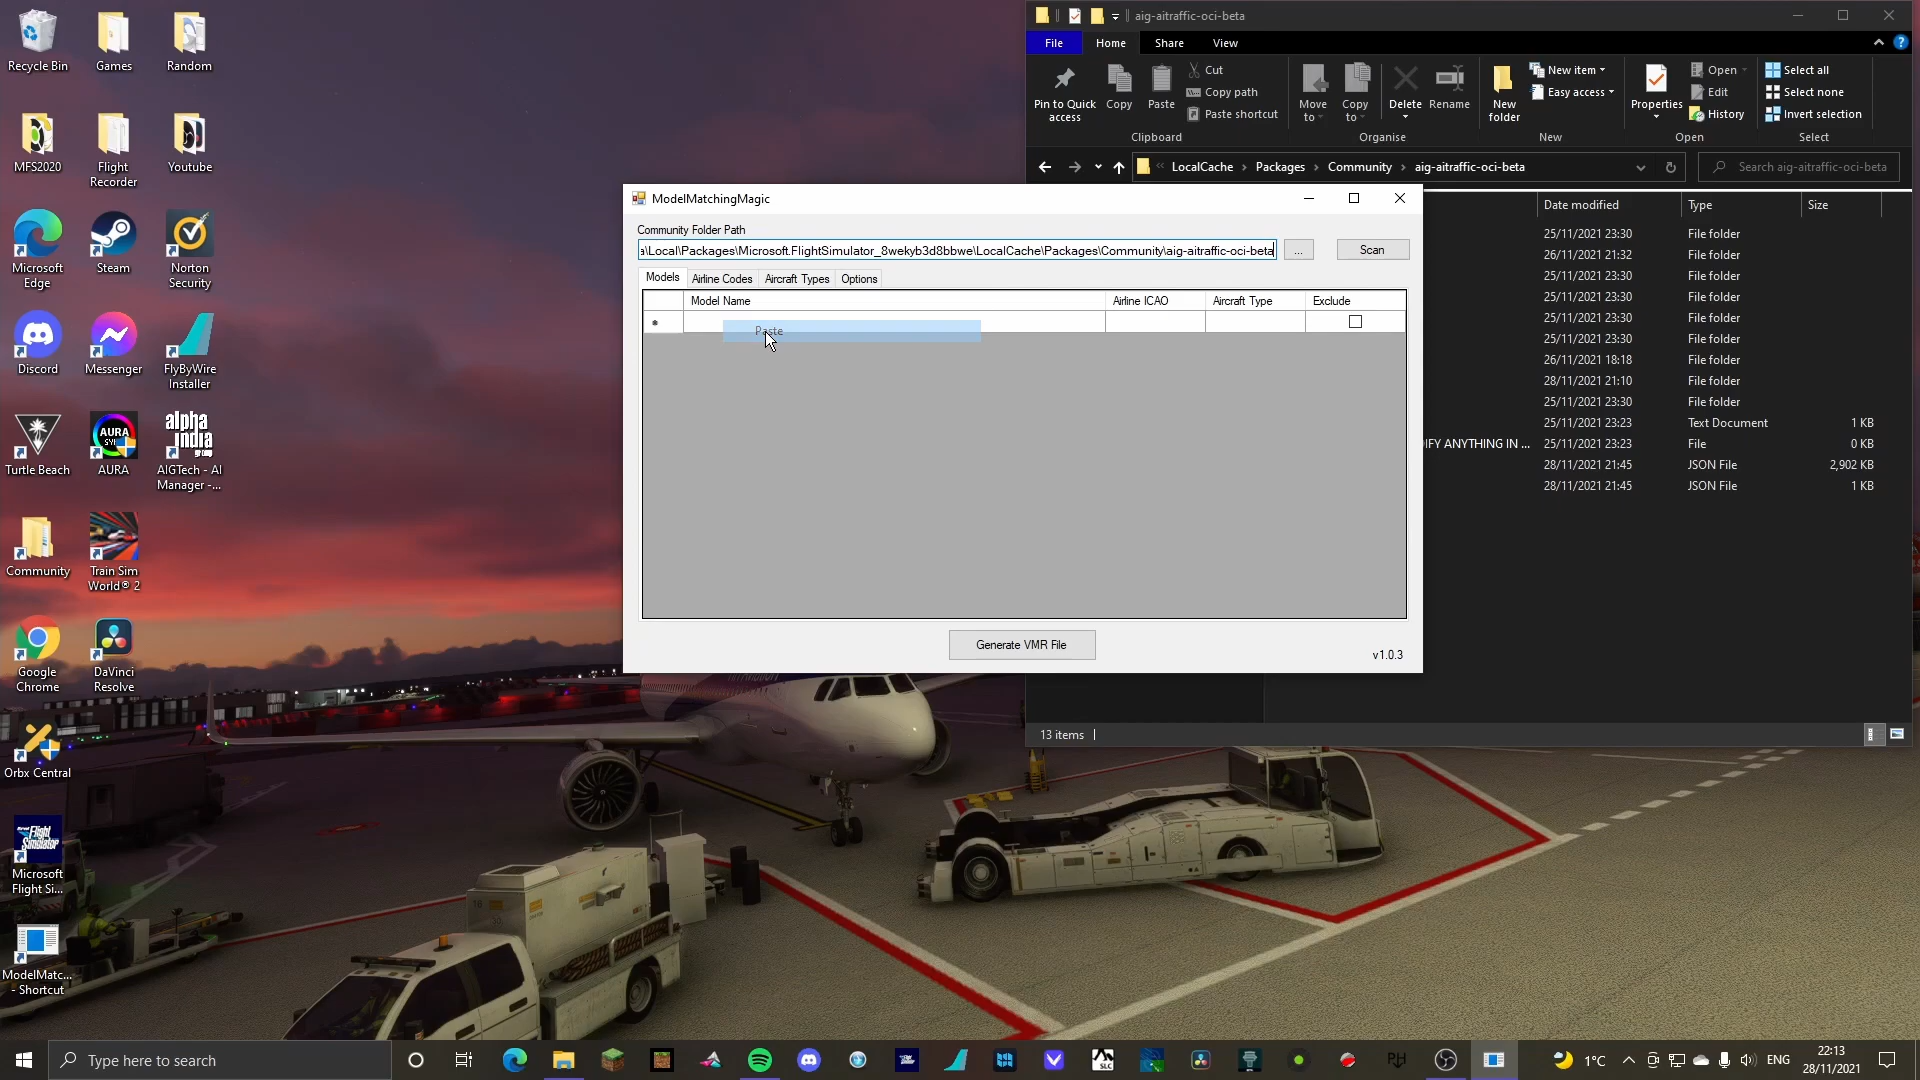 Recycle Bin
Games
Random
MFS2020
Flight
Recorder
Youtube
Microsoft
Edge
Steam
Norton
Security
Discord
Messenger
FlyByWire
Installer
Turtle Beach
AURA
alpha
india
group
AIGTech - AI
Manager -...
Community
Train Sim
World® 2
Google
Chrome
DaVinci
Resolve
Orbx Central
Microsoft
Flight Si...
ModelMatc...
- Shortcut
aig-aitraffic-oci-beta
File
Home
Share
View
Pin to Quick
access
Copy
Paste
Cut
Copy path
Paste shortcut
Clipboard
Move
to
Copy
to
Delete
Rename
Organise
New
folder
New item
Easy access
New
Properties
Open
Edit
History
Open
Select all
Select none
Invert selection
Select
LocalCache
Packages
Community
aig-aitraffic-oci-beta
Search aig-aitraffic-oci-beta
Date modified
Type
Size
25/11/2021 23:30 File folder
26/11/2021 21:32 File folder
25/11/2021 23:30 File folder
25/11/2021 23:30 File folder
25/11/2021 23:30 File folder
25/11/2021 23:30 File folder
26/11/2021 18:18 File folder
28/11/2021 21:10 File folder
25/11/2021 23:30 File folder
25/11/2021 23:23 Text Document 1 KB
IFY ANYTHING IN ... 25/11/2021 23:23 File 0 KB
28/11/2021 21:45 JSON File 2,902 KB
28/11/2021 21:45 JSON File 1 KB
13 items
ModelMatchingMagic
Community Folder Path
a\Local\Packages\Microsoft.FlightSimulator_8wekyb3d8bbwe\LocalCache\Packages\Community\aig-aitraffic-oci-beta
...
Scan
Models
Airline Codes
Aircraft Types
Options
Model Name
Airline ICAO
Aircraft Type
Exclude
Paste
Generate VMR File
v1.0.3
Type here to search
1°C
ENG
22:13
28/11/2021